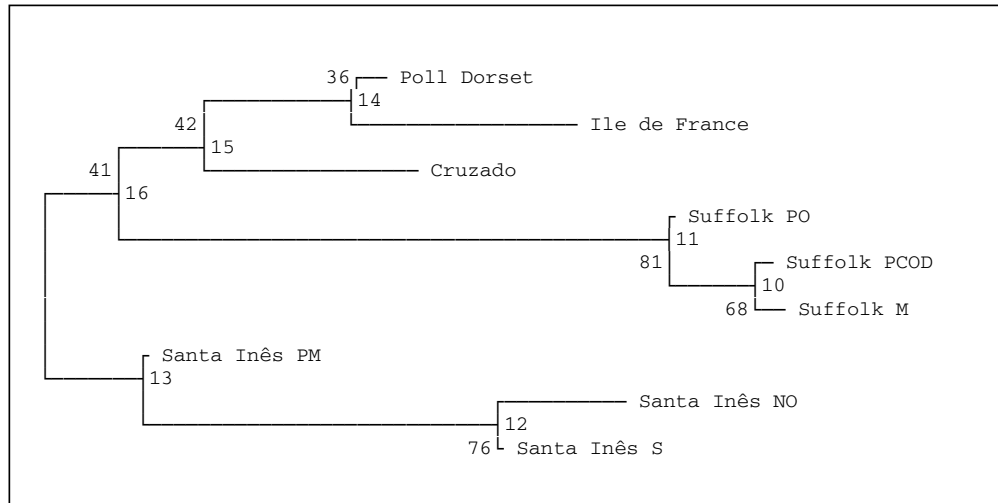 36 Poll Dorset
14
42 Ile de France
15
41 Cruzado
16
Suffolk PO
11
81 Suffolk PCOD
10
68 Suffolk M
Santa Inês PM
13
Santa Inês NO
12
76 Santa Inês S